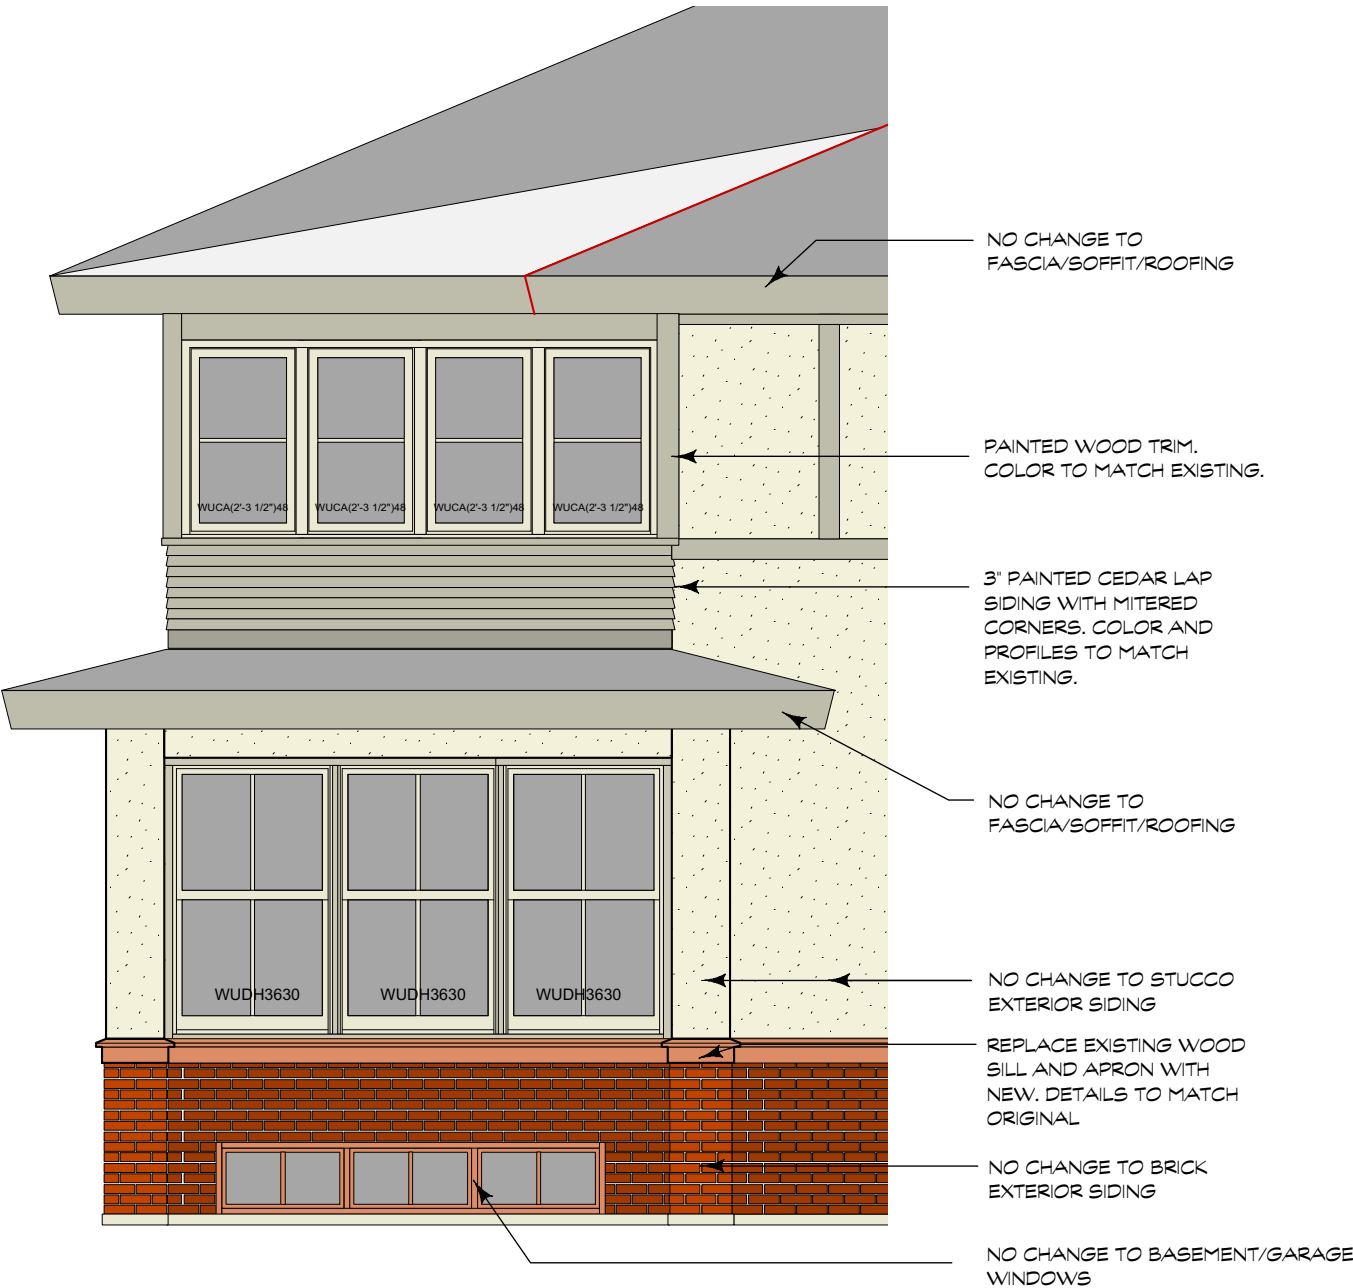 NO CHANGE TO
FASCIA/SOFFIT/ROOFING
PAINTED WOOD TRIM.
COLOR TO MATCH EXISTING.
WUCA(2'-3 1/2")48 WUCA(2'-3 1/2")48 WUCA(2'-3 1/2")48 WUCA(2'-3 1/2")48
3" PAINTED CEDAR LAP
SIDING WITH MITERED
CORNERS. COLOR AND
PROFILES TO MATCH
EXISTING.
NO CHANGE TO
FASCIA/SOFFIT/ROOFING
WUDH3630 WUDH3630 WUDH3630
NO CHANGE TO STUCCO
EXTERIOR SIDING
REPLACE EXISTING WOOD
SILL AND APRON WITH
NEW. DETAILS TO MATCH
ORIGINAL
NO CHANGE TO BRICK
EXTERIOR SIDING
NO CHANGE TO BASEMENT/GARAGE
WINDOWS